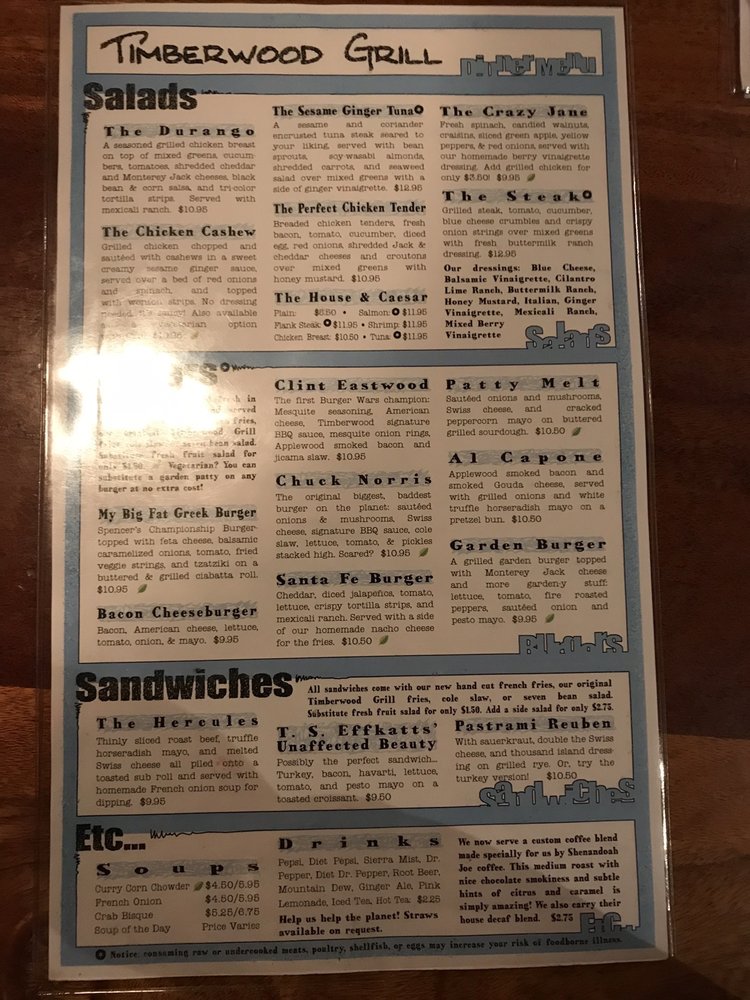 TIMBERWOOD GRILL
Dinner Menu
Salads
The Durango
A seasoned grilled chicken breast
on top of mixed greens, cucum-
bers, tomatoes, shredded cheddar
and Monterey Jack cheeses, black
bean & corn salsa, and tri-color
tortilla strips. Served with
mexicali ranch. $10.95
The Chicken Cashew
Grilled chicken chopped and
sautéed with cashews in a sweet
creamy sesame ginger sauce,
served over a bed of red onions
and spinach, and topped
with wonton strips. No dressing
needed, it's saucy! Also available
vegetarian option
The Sesame Ginger Tuna
A sesame and coriander
encrusted tuna steak seared to
your liking, served with bean
sprouts, soy-wasabi almonds,
shredded carrots, and seaweed
salad over mixed greens with a
side of ginger vinaigrette. $12.95
The Perfect Chicken Tender
Breaded chicken tenders, fresh
bacon, tomato, cucumber, diced
egg, red onions, shredded Jack &
cheddar cheeses and croutons
over mixed greens with
honey mustard. $10.95
The House & Caesar
Plain: $6.50 • Salmon: $11.95
Flank Steak: $11.95 • Shrimp: $11.95
Chicken Breast: $10.50 • Tuna: $11.95
The Crazy Jane
Fresh spinach, candied walnuts,
craisins, sliced green apple, yellow
peppers, & red onions, served with
our homemade berry vinaigrette
dressing. Add grilled chicken for
only $3.50! $9.95
The Steak
Grilled steak, tomato, cucumber,
blue cheese crumbles and crispy
onion strings over mixed greens
with fresh buttermilk ranch
dressing. $12.95
Our dressings: Blue Cheese,
Balsamic Vinaigrette, Cilantro
Lime Ranch, Buttermilk Ranch,
Honey Mustard, Italian, Ginger
Vinaigrette, Mexicali Ranch,
Mixed Berry
Vinaigrette
Salads
fresh in
served
fries,
Grill
seven bean salad.
Substitute fresh fruit salad for
only $1.50. Vegetarian? You can
substitute a garden patty on any
burger at no extra cost!
My Big Fat Greek Burger
Spencer's Championship Burger-
topped with feta cheese, balsamic
caramelized onions, tomato, fried
veggie strings, and tzatziki on a
buttered & grilled ciabatta roll.
$10.95
Bacon Cheeseburger
Bacon, American cheese, lettuce,
tomato, onion, & mayo. $9.95
Clint Eastwood
The first Burger Wars champion:
Mesquite seasoning, American
cheese, Timberwood signature
BBQ sauce, mesquite onion rings,
Applewood smoked bacon and
jicama slaw. $10.95
Chuck Norris
The original biggest, baddest
burger on the planet: sautéed
onions & mushrooms, Swiss
cheese, signature BBQ sauce, cole
slaw, lettuce, tomato, & pickles
stacked high. Scared? $10.95
Santa Fe Burger
Cheddar, diced jalapeños, tomato,
lettuce, crispy tortilla strips, and
mexicali ranch. Served with a side
of our homemade nacho cheese
for the fries. $10.50
Patty Melt
Sautéed onions and mushrooms,
Swiss cheese, and cracked
peppercorn mayo on buttered
grilled sourdough. $10.50
Al Capone
Applewood smoked bacon and
smoked Gouda cheese, served
with grilled onions and white
truffle horseradish mayo on a
pretzel bun. $10.50
Garden Burger
A grilled garden burger topped
with Monterey Jack cheese
and more garden-y stuff:
lettuce, tomato, fire roasted
peppers, sautéed onion and
pesto mayo. $9.95
Burgers
Sandwiches
All sandwiches come with our new hand cut french fries, our original
Timberwood Grill fries, cole slaw, or seven bean salad.
Substitute fresh fruit salad for only $1.50. Add a side salad for only $2.75.
The Hercules
Thinly sliced roast beef, truffle
horseradish mayo, and melted
Swiss cheese all piled onto a
toasted sub roll and served with
homemade French onion soup for
dipping. $9.95
T. S. Effkatts'
Unaffected Beauty
Possibly the perfect sandwich...
Turkey, bacon, havarti, lettuce,
tomato, and pesto mayo on a
toasted croissant. $9.50
Pastrami Reuben
With sauerkraut, double the Swiss
cheese, and thousand island dress-
ing on grilled rye. Or, try the
turkey version! $10.50
Sandwiches
Etc...
Soups
Curry Corn Chowder $4.50/5.95
French Onion $4.50/5.95
Crab Bisque $5.25/6.75
Soup of the Day Price Varies
Drinks
Pepsi, Diet Pepsi, Sierra Mist, Dr.
Pepper, Diet Dr. Pepper, Root Beer,
Mountain Dew, Ginger Ale, Pink
Lemonade, Iced Tea, Hot Tea $2.25
Help us help the planet! Straws
available on request.
We now serve a custom coffee blend
made specially for us by Shenandoah
Joe coffee. This medium roast with
nice chocolate smokiness and subtle
hints of citrus and caramel is
simply amazing! We also carry their
house decaf blend. $2.75
Etc...
Notice: consuming raw or undercooked meats, poultry, shellfish, or eggs may increase your risk of foodborne illness.